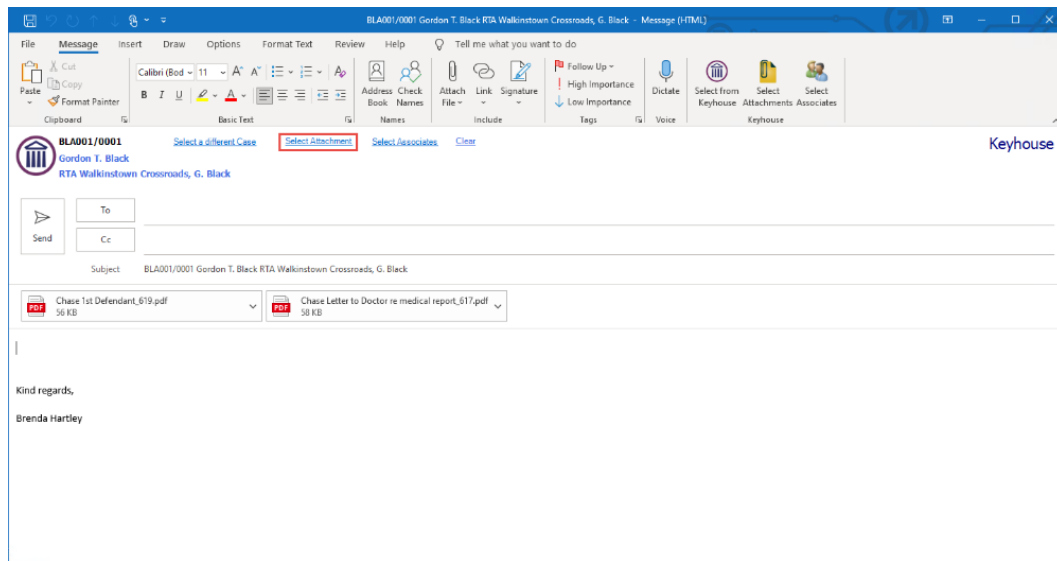 BLA001/0001 Gordon T. Black RTA Walkinstown Crossroads, G. Black - Message (HTML)
File Message Insert Draw Options Format Text Review Help Tell me what you want to do
Paste
Cut
Copy
Format Painter
Clipboard
Calibri (Bod 11
B I U
Basic Text
Address Book
Check Names
Names
Attach File
Link
Signature
Include
Follow Up
High Importance
Low Importance
Tags
Dictate
Voice
Select from Keyhouse
Select Attachments
Select Associates
Keyhouse
BLA001/0001 Select a different Case Select Attachment Select Associates Clear
Keyhouse
Gordon T. Black
RTA Walkinstown Crossroads, G. Black
Send
To
Cc
Subject BLA001/0001 Gordon T. Black RTA Walkinstown Crossroads, G. Black
PDF
Chase 1st Defendant_619.pdf
56 KB
PDF
Chase Letter to Doctor re medical report_617.pdf
58 KB
Kind regards,
Brenda Hartley